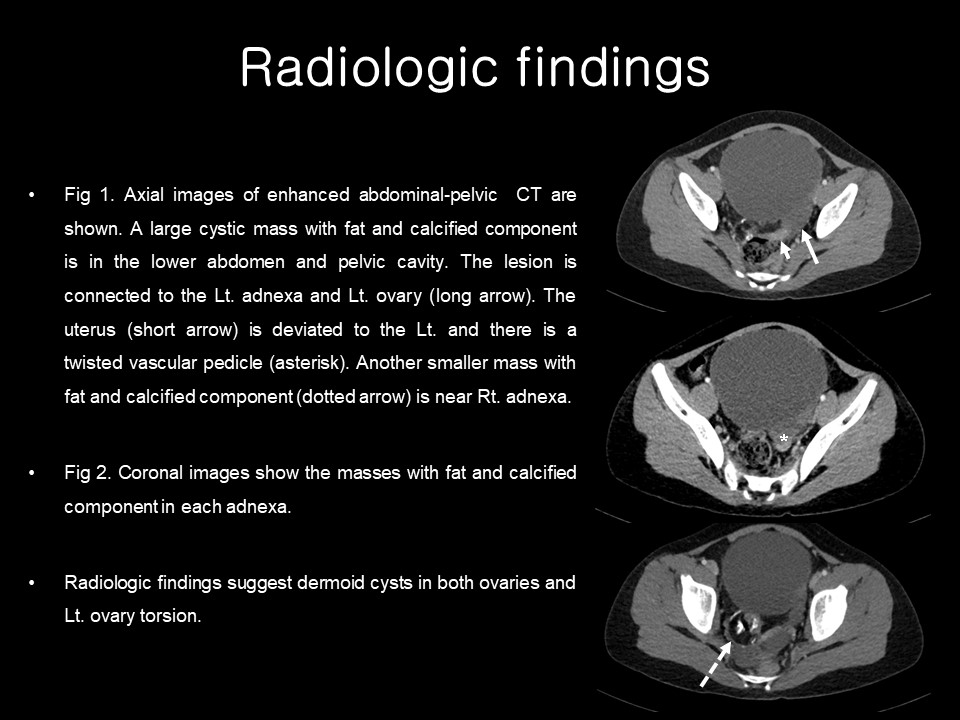 Radiologic findings
• Fig 1. Axial images of enhanced abdominal-pelvic CT are
shown. A large cystic mass with fat and calcified component
is in the lower abdomen and pelvic cavity. The lesion is
connected to the Lt. adnexa and Lt. ovary (long arrow). The
uterus (short arrow) is deviated to the Lt. and there is a
twisted vascular pedicle (asterisk). Another smaller mass with
fat and calcified component (dotted arrow) is near Rt. adnexa.
• Fig 2. Coronal images show the masses with fat and calcified
component in each adnexa.
• Radiologic findings suggest dermoid cysts in both ovaries and
Lt. ovary torsion.
*